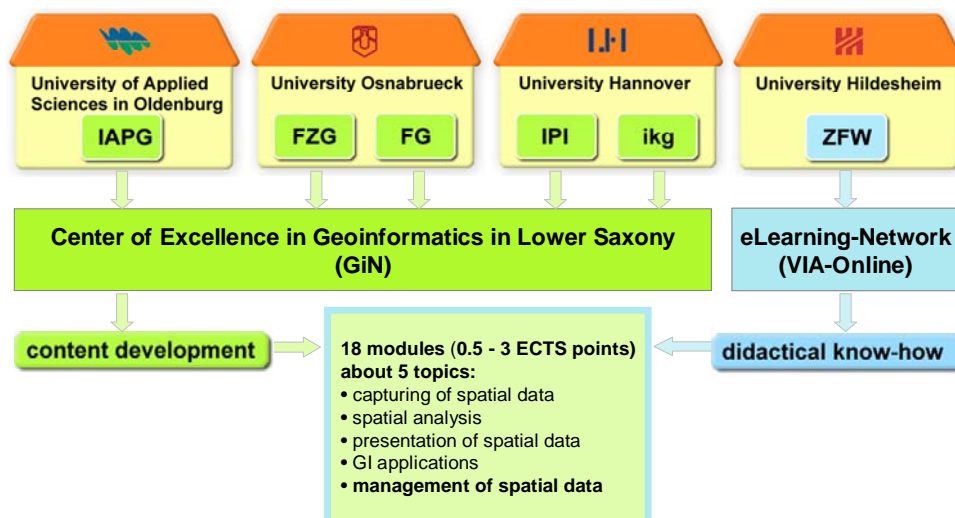 University of Applied
Sciences in Oldenburg
IAPG
University Osnabrueck
FZG
FG
University Hannover
IPI
ikg
University Hildesheim
ZFW
Center of Excellence in Geoinformatics in Lower Saxony
(GiN)
eLearning-Network
(VIA-Online)
content development
18 modules (0.5 - 3 ECTS points)
about 5 topics:
• capturing of spatial data
• spatial analysis
• presentation of spatial data
• GI applications
• management of spatial data
didactical know-how